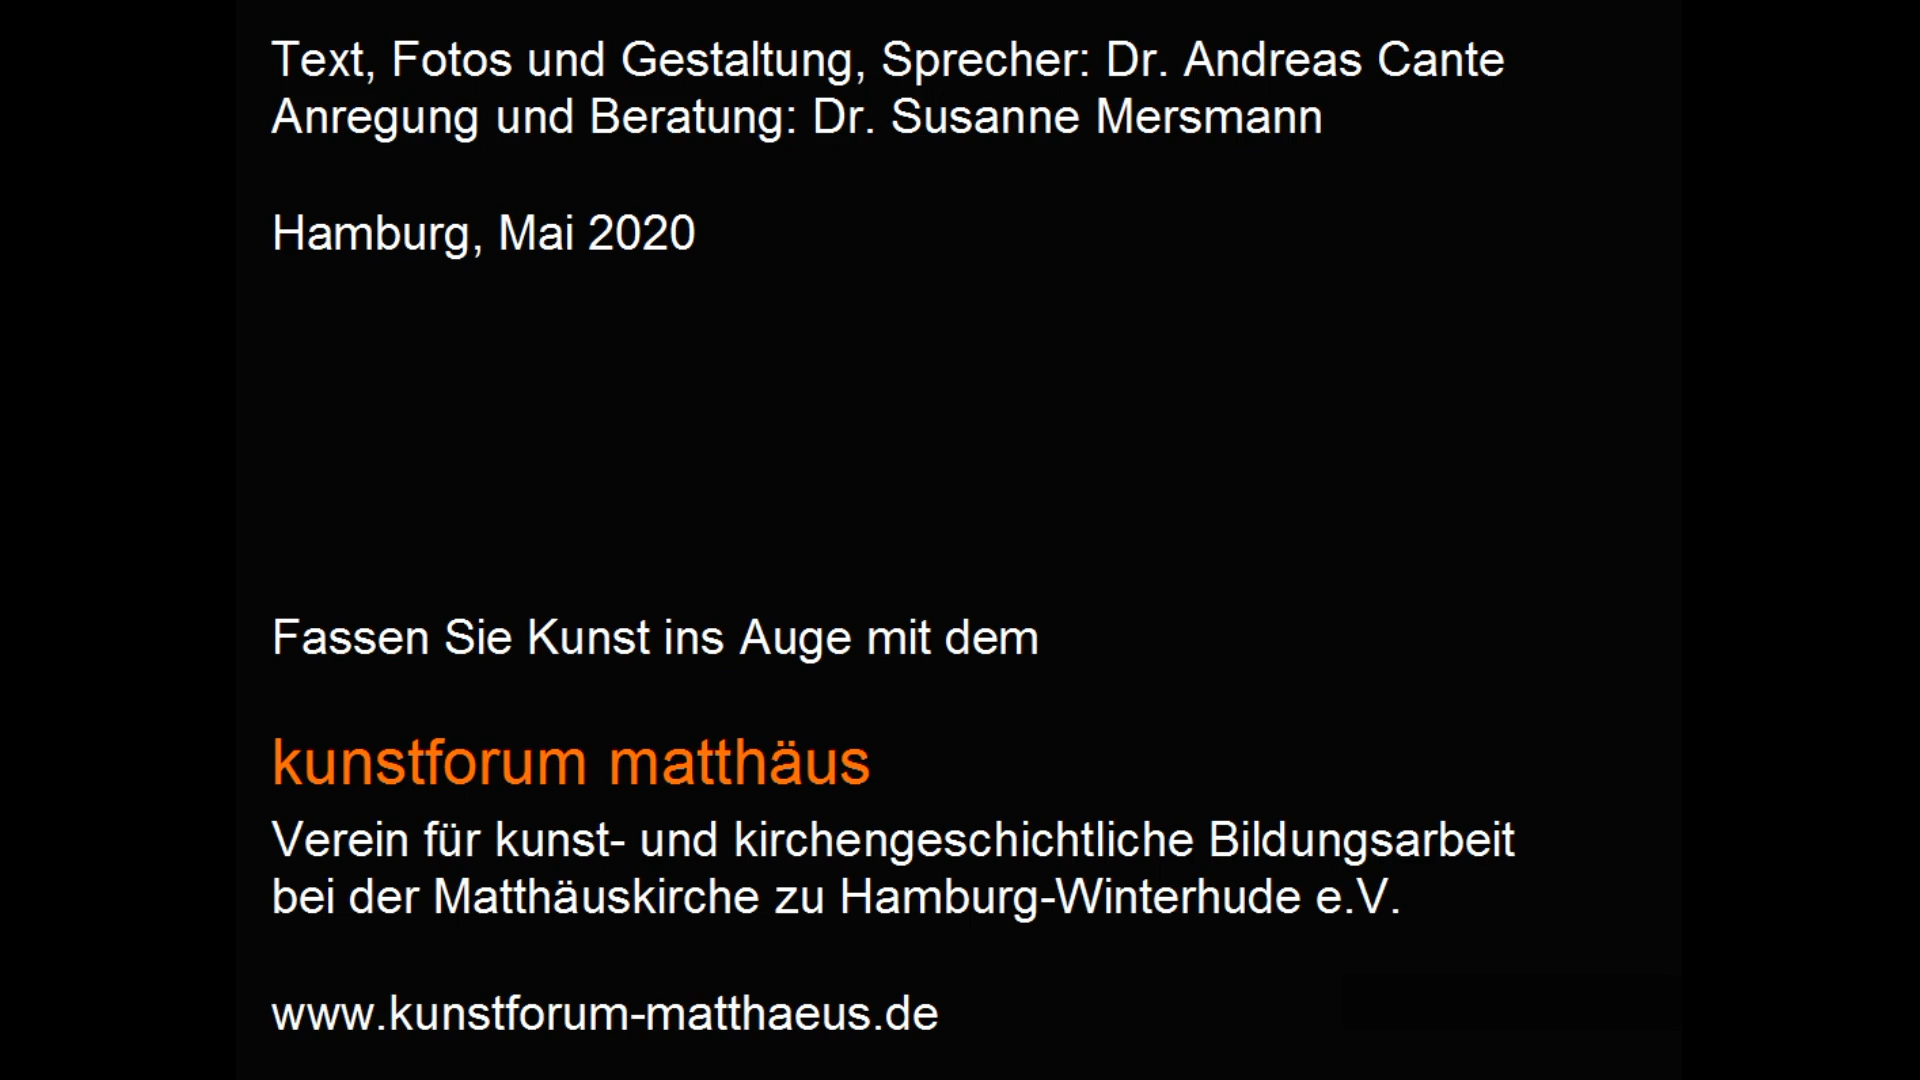 Text, Fotos und Gestaltung, Sprecher: Dr. Andreas Cante
Anregung und Beratung: Dr. Susanne Mersmann
Hamburg, Mai 2020
Fassen Sie Kunst ins Auge mit dem
kunstforum matthäus
Verein für kunst- und kirchengeschichtliche Bildungsarbeit
bei der Matthäuskirche zu Hamburg-Winterhude e.V.
www.kunstforum-matthaeus.de